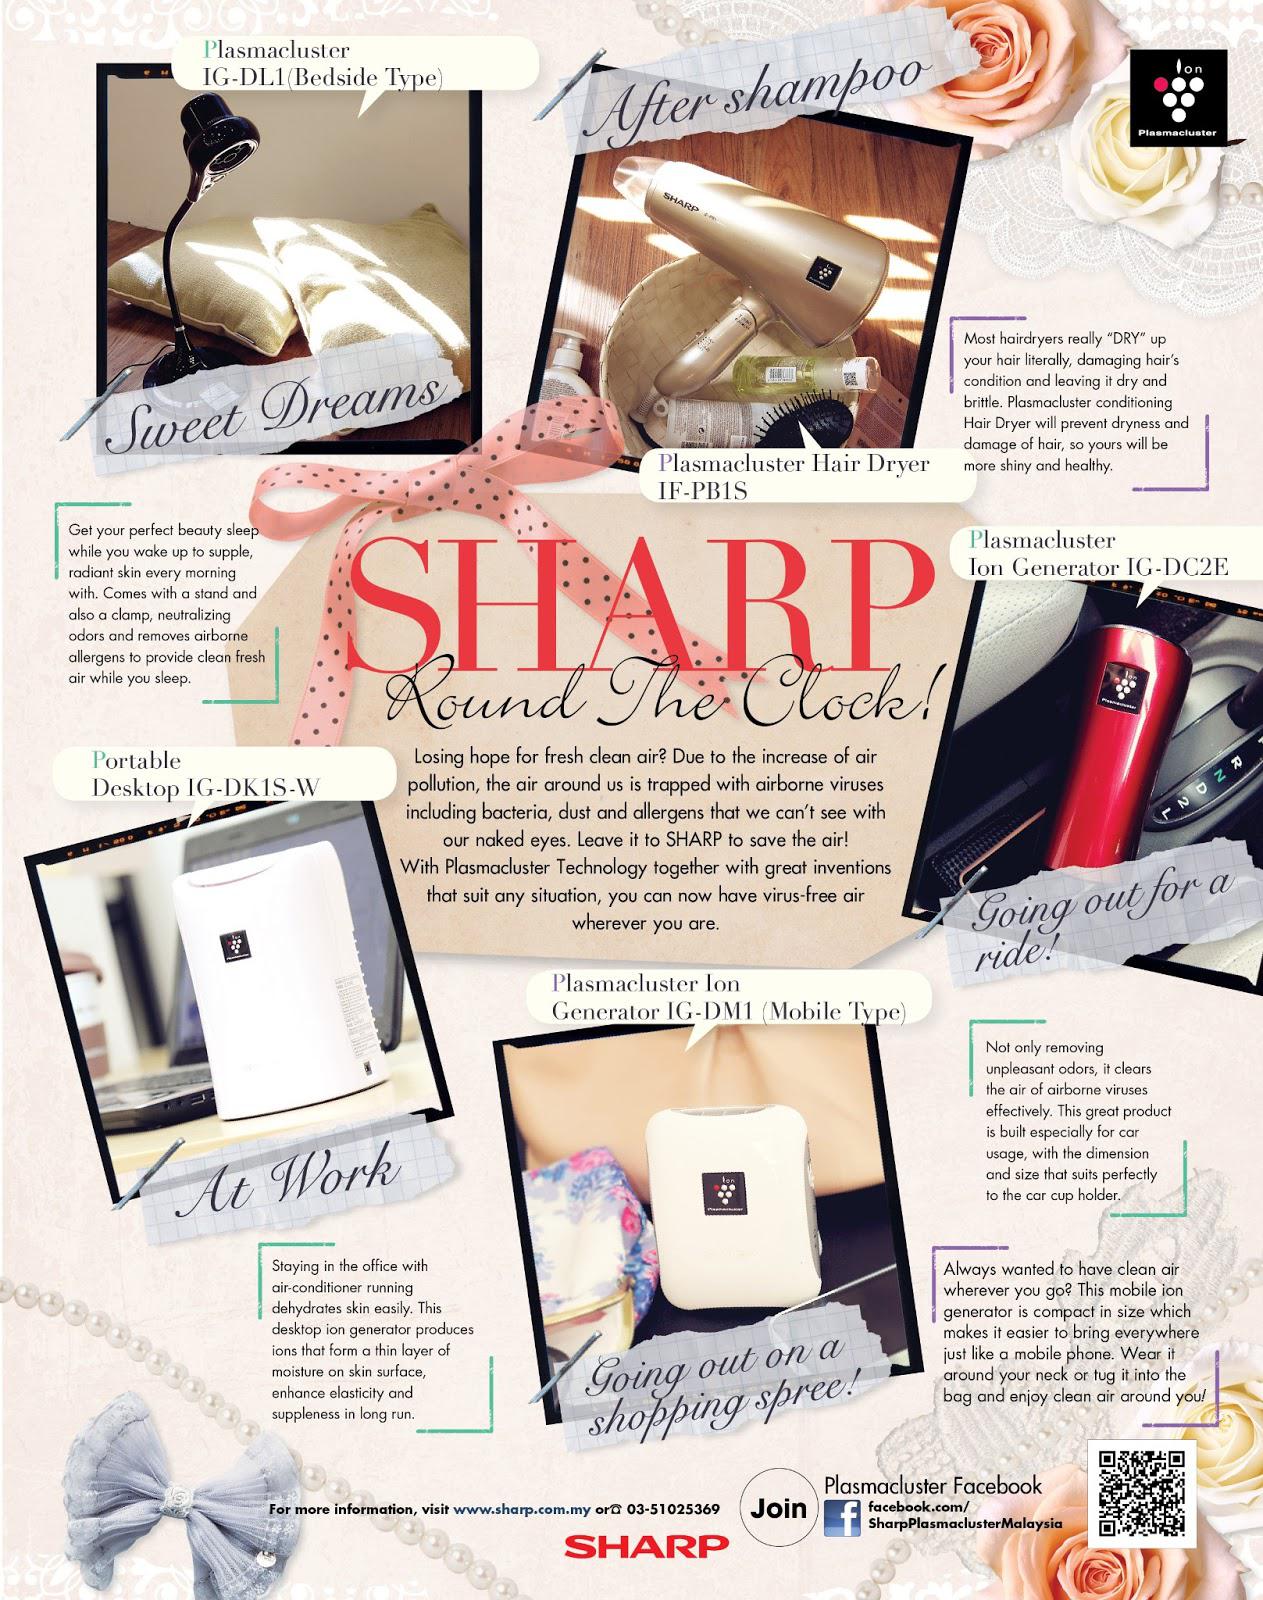 Plasmacluster
IG-DL1(Bedside Type)
After shampoo
Ion
Plasmacluster
SHARP
Sweet Dreams
Most hairdryers really “DRY” up
your hair literally, damaging hair’s
condition and leaving it dry and
brittle. Plasmacluster conditioning
Hair Dryer will prevent dryness and
damage of hair, so yours will be
more shiny and healthy.
Plasmacluster Hair Dryer
IF-PB1S
Get your perfect beauty sleep
while you wake up to supple,
radiant skin every morning
with. Comes with a stand and
also a clamp, neutralizing
odors and removes airborne
allergens to provide clean fresh
air while you sleep.
SHARP
Round The Clock!
Losing hope for fresh clean air? Due to the increase of air
pollution, the air around us is trapped with airborne viruses
including bacteria, dust and allergens that we can’t see with
our naked eyes. Leave it to SHARP to save the air!
With Plasmacluster Technology together with great inventions
that suit any situation, you can now have virus-free air
wherever you are.
Plasmacluster
Ion Generator IG-DC2E
Ion
Plasmacluster
R
N
D
2
L
Going out for a
ride!
Portable
Desktop IG-DK1S-W
Ion
Plasmacluster
At Work
Plasmacluster Ion
Generator IG-DM1 (Mobile Type)
Ion
Plasmacluster
Going out on a
shopping spree!
Not only removing
unpleasant odors, it clears
the air of airborne viruses
effectively. This great product
is built especially for car
usage, with the dimension
and size that suits perfectly
to the car cup holder.
Staying in the office with
air-conditioner running
dehydrates skin easily. This
desktop ion generator produces
ions that form a thin layer of
moisture on skin surface,
enhance elasticity and
suppleness in long run.
Always wanted to have clean air
wherever you go? This mobile ion
generator is compact in size which
makes it easier to bring everywhere
just like a mobile phone. Wear it
around your neck or tug it into the
bag and enjoy clean air around you!
For more information, visit www.sharp.com.my or☎ 03-51025369
SHARP
Join
Plasmacluster Facebook
f
facebook.com/
SharpPlasmaclusterMalaysia